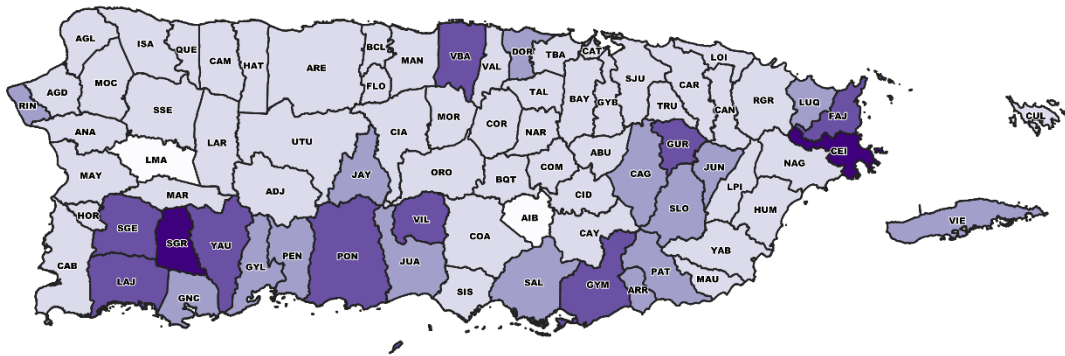 AGL
ISA
QUE
CAM
HAT
ARE
BCL
MAN
VBA
VAL
DOR
TBA
CAT
LOI
MOC
FLO
TAL
BAY
GYB
SJU
CAR
CAN
RGR
LUQ
FAJ
CUL
RIN
AGD
SSE
MOR
COR
NAR
TRU
ANA
LAR
UTU
CIA
GUR
CEI
MAY
LMA
JAY
ORO
BQT
COM
ABU
CAG
JUN
NAG
MAR
ADJ
CID
LPI
HOR
SGE
SGR
YAU
VIL
COA
AIB
CAY
SLO
HUM
VIE
CAB
LAJ
GNC
GYL
PEN
PON
JUA
SIS
SAL
GYM
ARR
PAT
YAB
MAU